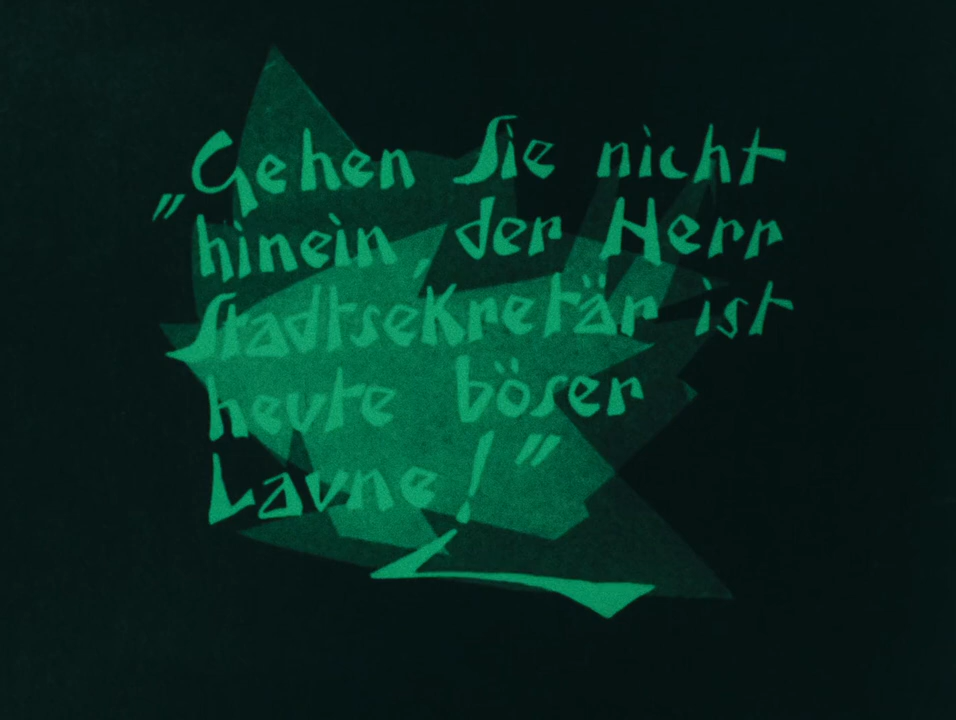 „Gehen Sie nicht
hinein, der Herr
Stadtsekretär ist
heute böser
Laune!”